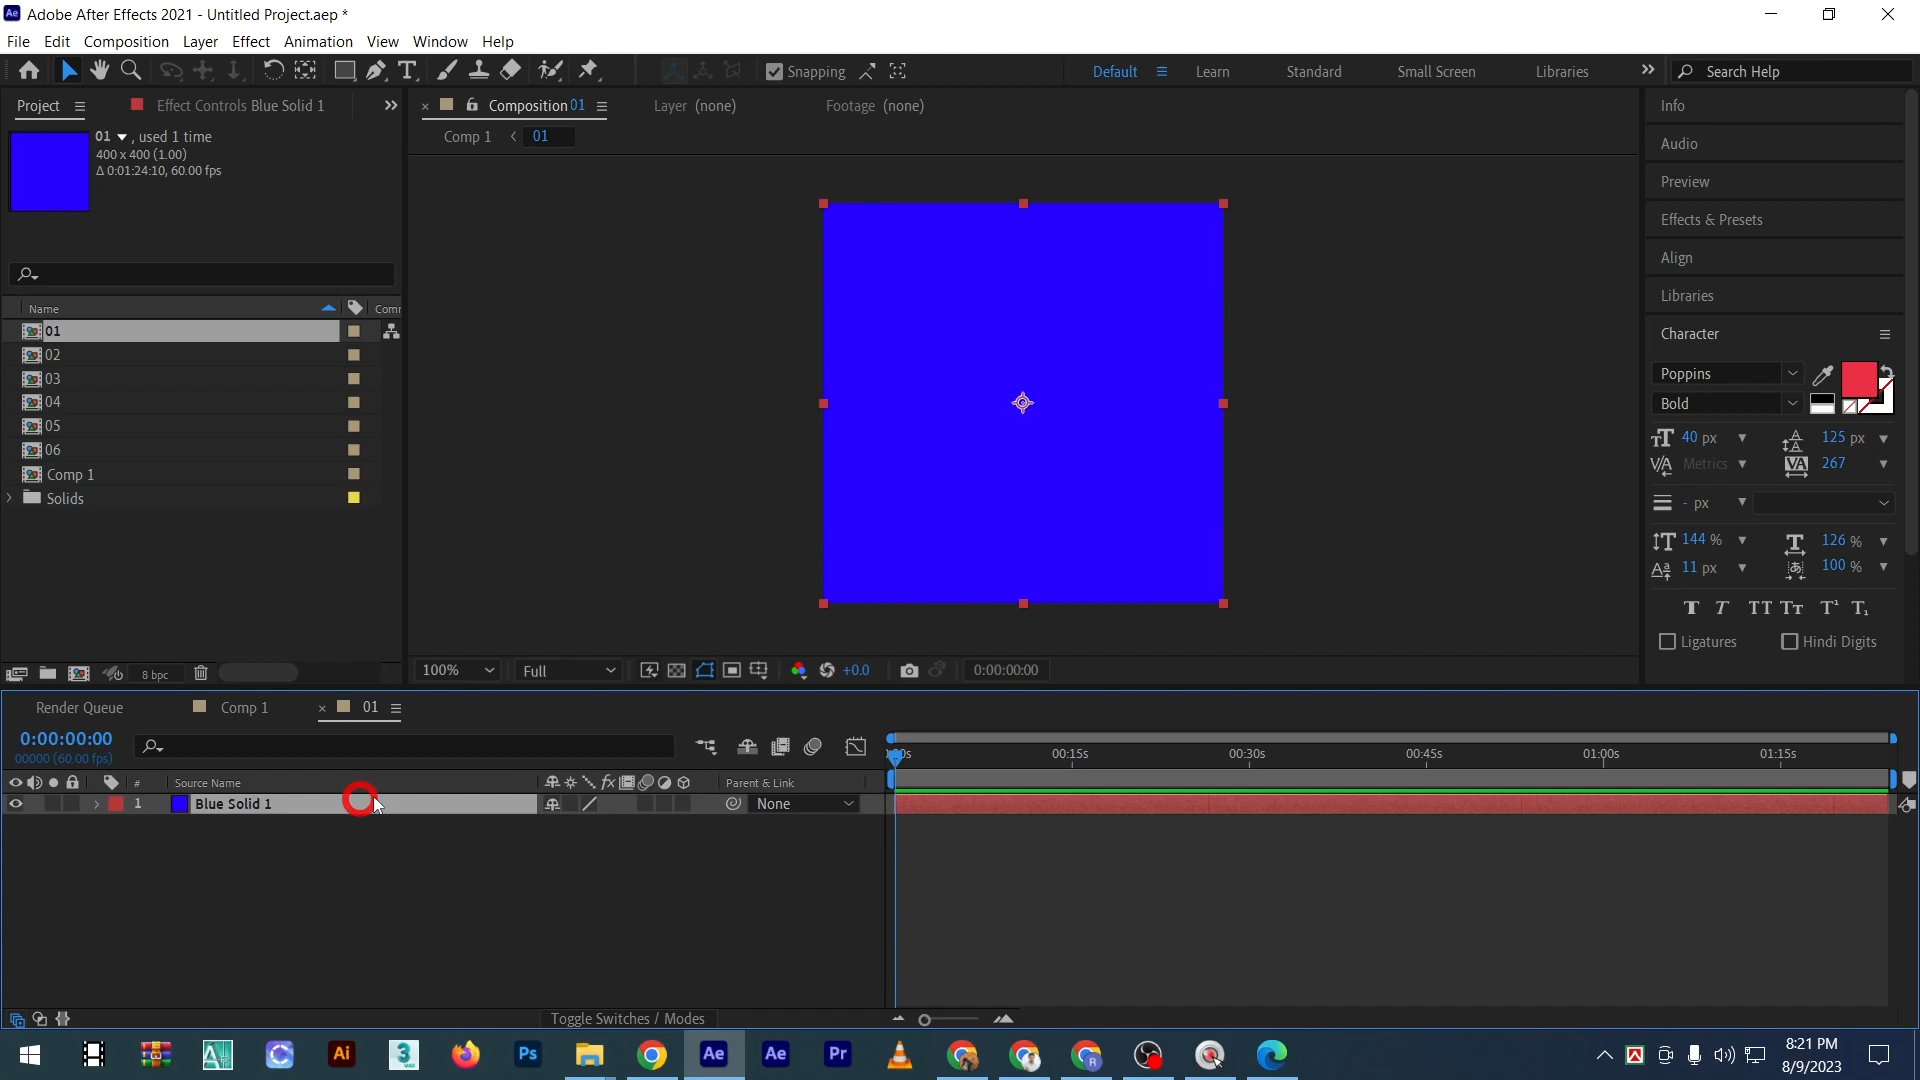 Adobe After Effects 2021 - Untitled Project.aep *
File Edit Composition Layer Effect Animation View Window Help
Snapping Default Learn Standard Small Screen Libraries Search Help
Project Effect Controls Blue Solid 1 Composition 01 Layer (none) Footage (none) Info
01 , used 1 time
400 x 400 (1.00)
Δ 0:01:24:10, 60.00 fps
Comp 1 < 01
Audio
Preview
Effects & Presets
Align
Libraries
Character
Poppins
Bold
40 px 125 px
Metrics 267
- px
144 % 126 %
11 px 100 %
Ligatures Hindi Digits
Name Comr
01
02
03
04
05
06
Comp 1
Solids
8 bpc
100% Full +0.0 0:00:00:00
Render Queue Comp 1 01
0:00:00:00
00000 (60.00 fps)
00:15s 00:30s 00:45s 01:00s 01:15s
# Source Name Parent & Link
1 Blue Solid 1 None
Toggle Switches / Modes
8:21 PM
8/9/2023